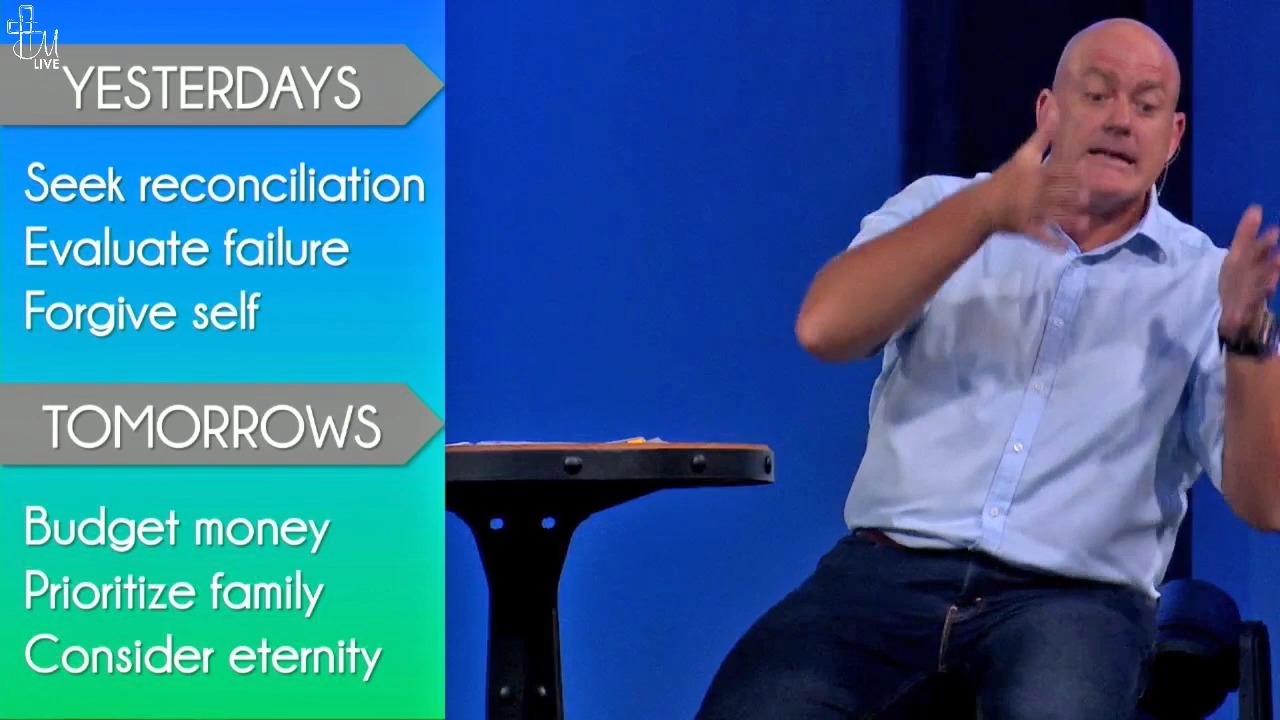 M
LIVE
YESTERDAYS
Seek reconciliation
Evaluate failure
Forgive self
TOMORROWS
Budget money
Prioritize family
Consider eternity